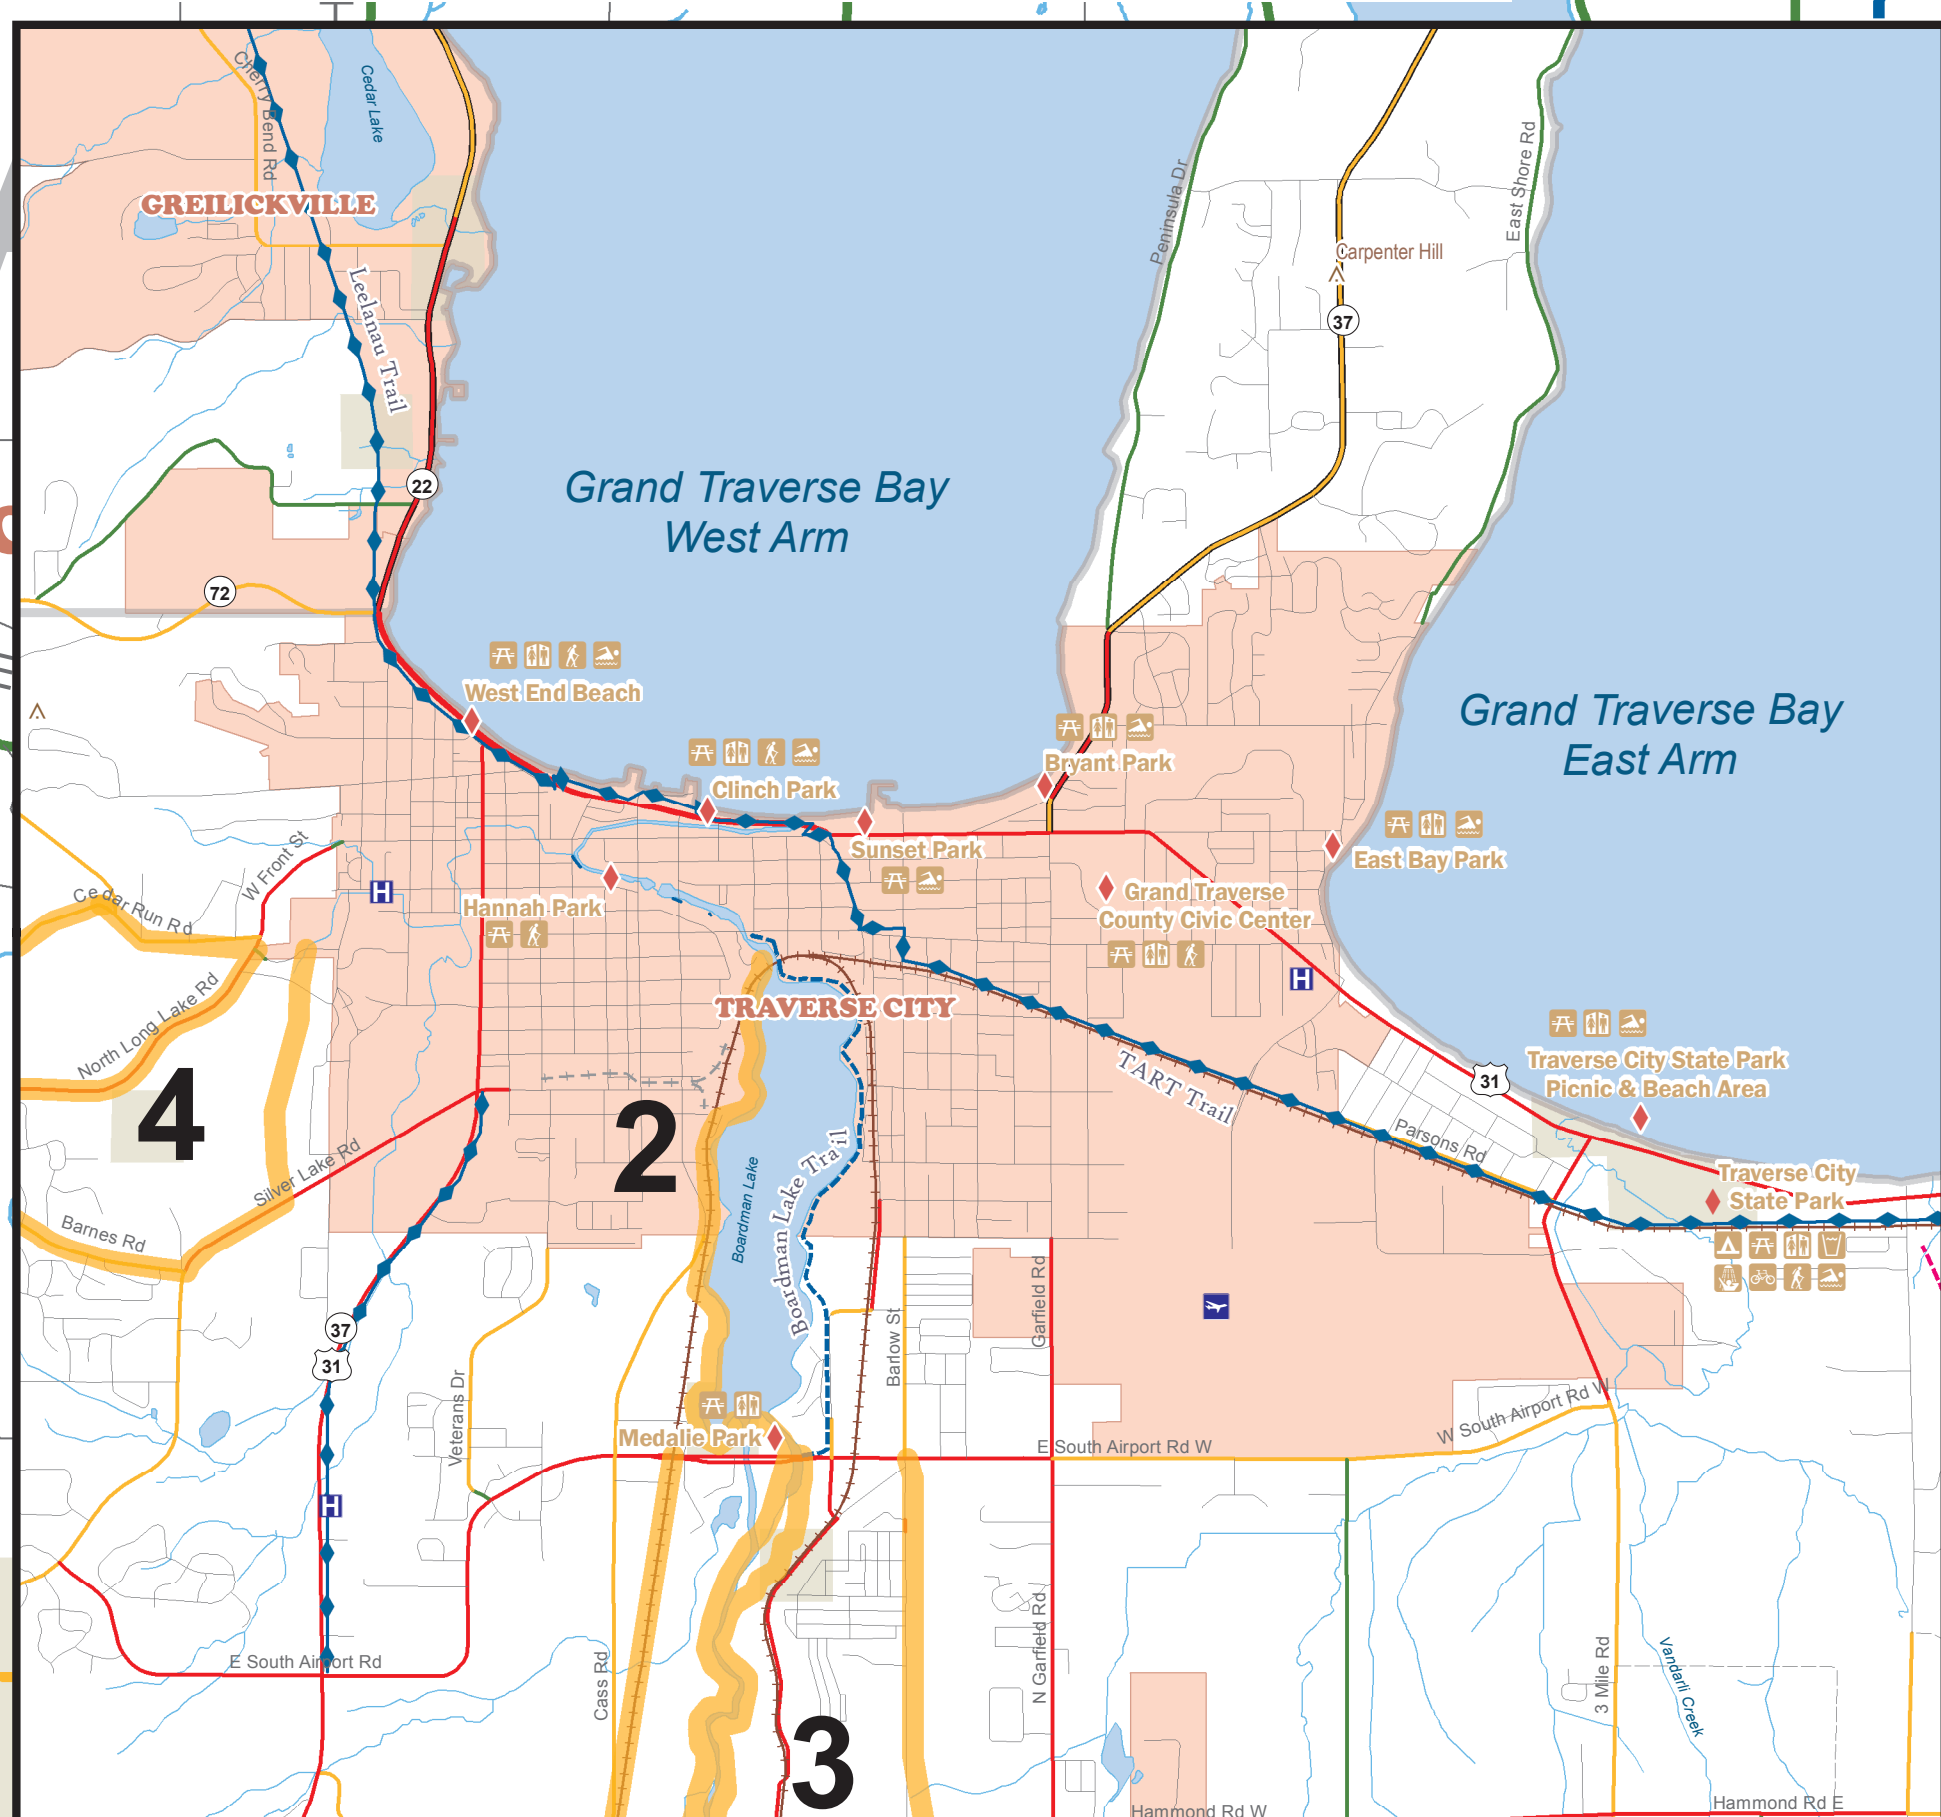 Cherry Bend Rd
Cedar Lake
GREILICKVILLE
Leelanau Trail
Peninsula Dr
East Shore Rd
Carpenter Hill
37
22
Grand Traverse Bay
West Arm
72
West End Beach
Grand Traverse Bay
East Arm
Clinch Park
Bryant Park
Sunset Park
East Bay Park
W Front St
H
Cedar Run Rd
Hannah Park
Grand Traverse
County Civic Center
H
North Long Lake Rd
TRAVERSE CITY
Traverse City State Park
Picnic & Beach Area
31
TART Trail
4
2
Parsons Rd
Silver Lake Rd
Boardman Lake
Boardman Lake Trail
Traverse City
State Park
Barnes Rd
37
31
Veterans Dr
Barlow St
Garfield Rd
Medalie Park
E South Airport Rd W
W South Airport Rd W
H
E South Airport Rd
Cass Rd
N Garfield Rd
3 Mile Rd
Vandarli Creek
3
Hammond Rd W
Hammond Rd E